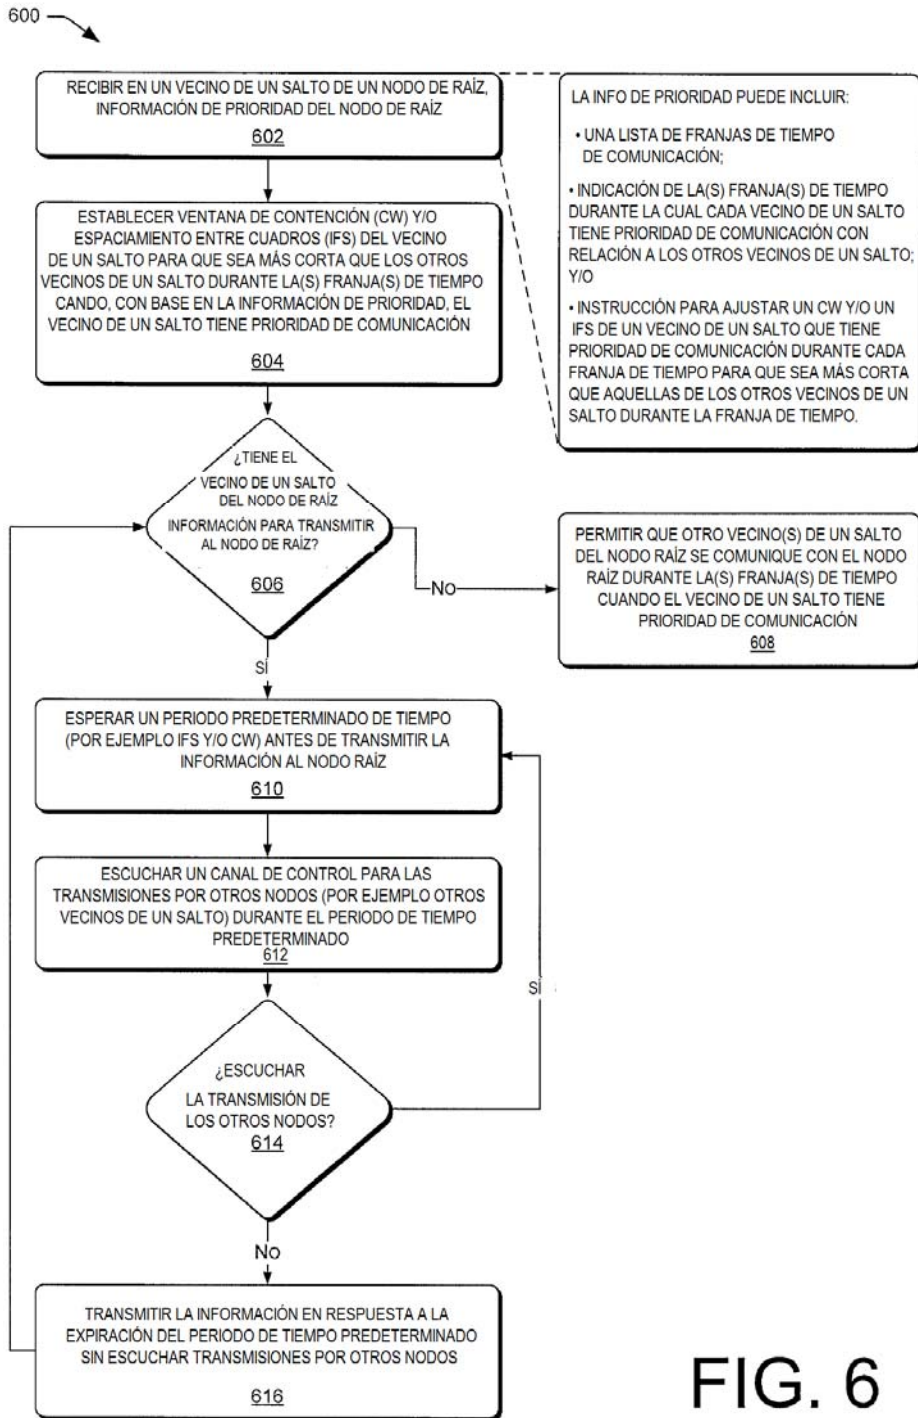 600
RECIBIR EN UN VECINO DE UN SALTO DE UN NODO DE RAÍZ,
INFORMACIÓN DE PRIORIDAD DEL NODO DE RAÍZ
602
LA INFO DE PRIORIDAD PUEDE INCLUIR:
• UNA LISTA DE FRANJAS DE TIEMPO
DE COMUNICACIÓN;
• INDICACIÓN DE LA(S) FRANJA(S) DE TIEMPO
DURANTE LA CUAL CADA VECINO DE UN SALTO
TIENE PRIORIDAD DE COMUNICACIÓN CON
RELACIÓN A LOS OTROS VECINOS DE UN SALTO;
Y/O
• INSTRUCCIÓN PARA AJUSTAR UN CW Y/O UN
IFS DE UN VECINO DE UN SALTO QUE TIENE
PRIORIDAD DE COMUNICACIÓN DURANTE CADA
FRANJA DE TIEMPO PARA QUE SEA MÁS CORTA
QUE AQUELLAS DE LOS OTROS VECINOS DE UN
SALTO DURANTE LA FRANJA DE TIEMPO.
ESTABLECER VENTANA DE CONTENCIÓN (CW) Y/O
ESPACIAMIENTO ENTRE CUADROS (IFS) DEL VECINO
DE UN SALTO PARA QUE SEA MÁS CORTA QUE LOS OTROS
VECINOS DE UN SALTO DURANTE LA(S) FRANJA(S) DE TIEMPO
CANDO, CON BASE EN LA INFORMACIÓN DE PRIORIDAD, EL
VECINO DE UN SALTO TIENE PRIORIDAD DE COMUNICACIÓN
604
¿TIENE EL
VECINO DE UN SALTO
DEL NODO DE RAÍZ
INFORMACIÓN PARA TRANSMITIR
AL NODO DE RAÍZ?
606
No
PERMITIR QUE OTRO VECINO(S) DE UN SALTO
DEL NODO RAÍZ SE COMUNIQUE CON EL NODO
RAÍZ DURANTE LA(S) FRANJA(S) DE TIEMPO
CUANDO EL VECINO DE UN SALTO TIENE
PRIORIDAD DE COMUNICACIÓN
608
SÍ
ESPERAR UN PERIODO PREDETERMINADO DE TIEMPO
(POR EJEMPLO IFS Y/O CW) ANTES DE TRANSMITIR LA
INFORMACIÓN AL NODO RAÍZ
610
ESCUCHAR UN CANAL DE CONTROL PARA LAS
TRANSMISIONES POR OTROS NODOS (POR EJEMPLO OTROS
VECINOS DE UN SALTO) DURANTE EL PERIODO DE TIEMPO
PREDETERMINADO
612
SÍ
¿ESCUCHAR
LA TRANSMISIÓN DE
LOS OTROS NODOS?
614
No
TRANSMITIR LA INFORMACIÓN EN RESPUESTA A LA
EXPIRACIÓN DEL PERIODO DE TIEMPO PREDETERMINADO
SIN ESCUCHAR TRANSMISIONES POR OTROS NODOS
616
FIG. 6